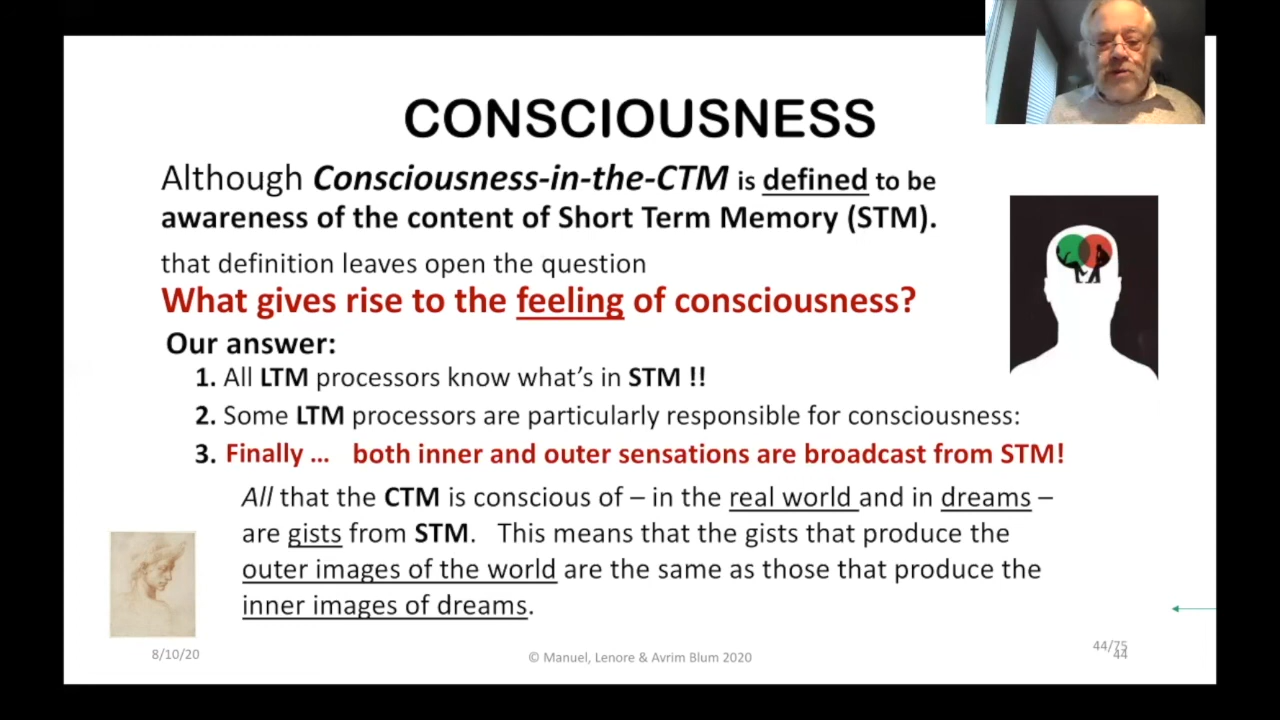 CONSCIOUSNESS
Although Consciousness-in-the-CTM is defined to be
awareness of the content of Short Term Memory (STM).
that definition leaves open the question
What gives rise to the feeling of consciousness?
Our answer:
1. All LTM processors know what's in STM !!
2. Some LTM processors are particularly responsible for consciousness:
3. Finally … both inner and outer sensations are broadcast from STM!
All that the CTM is conscious of – in the real world and in dreams –
are gists from STM. This means that the gists that produce the
outer images of the world are the same as those that produce the
inner images of dreams.
8/10/20
© Manuel, Lenore & Avrim Blum 2020
44/75
44